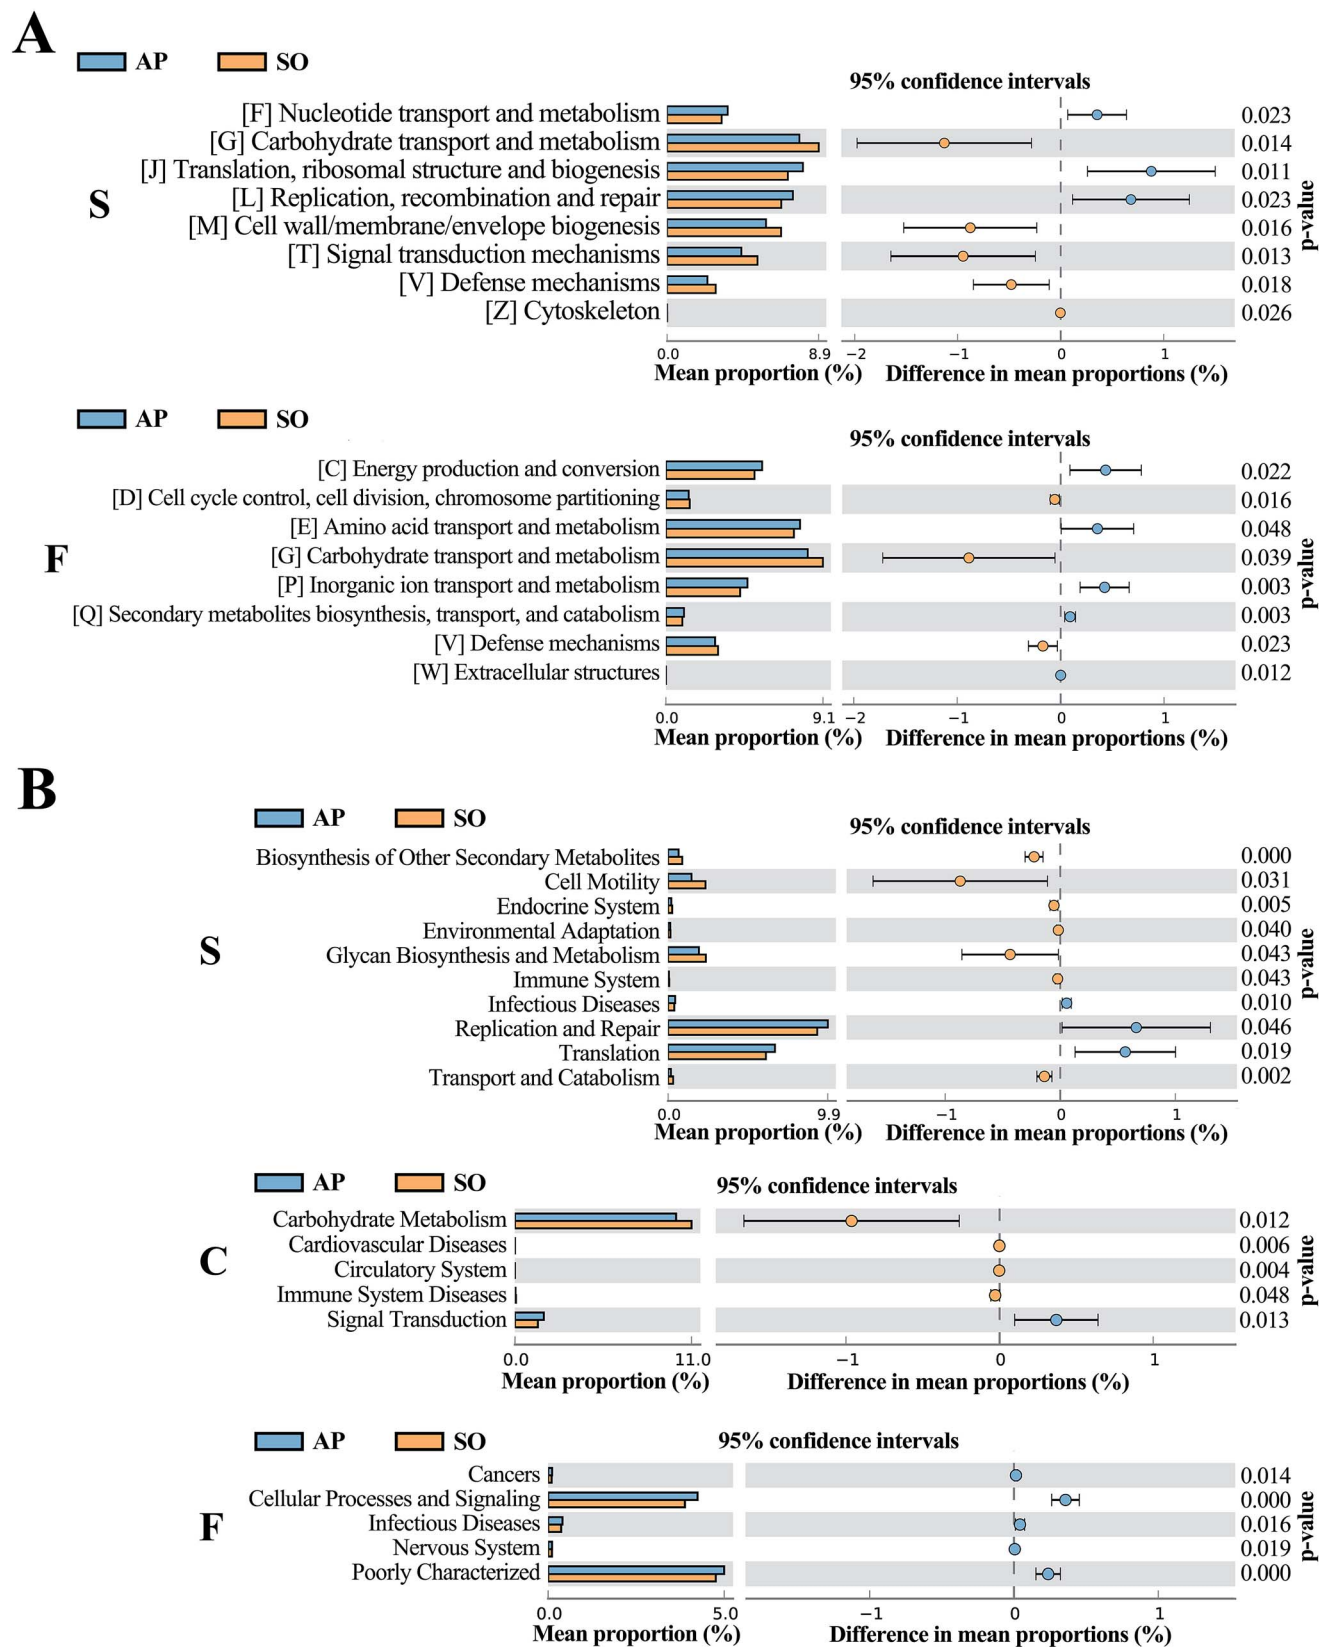 A
AP SO
95% confidence intervals
[F] Nucleotide transport and metabolism 0.023
[G] Carbohydrate transport and metabolism 0.014
[J] Translation, ribosomal structure and biogenesis 0.011
S
[L] Replication, recombination and repair 0.023
[M] Cell wall/membrane/envelope biogenesis 0.016
[T] Signal transduction mechanisms 0.013
[V] Defense mechanisms 0.018
[Z] Cytoskeleton 0.026
p-value
0.0 8.9 −2 −1 0 1
Mean proportion (%) Difference in mean proportions (%)
AP SO
95% confidence intervals
[C] Energy production and conversion 0.022
[D] Cell cycle control, cell division, chromosome partitioning 0.016
[E] Amino acid transport and metabolism 0.048
F
[G] Carbohydrate transport and metabolism 0.039
[P] Inorganic ion transport and metabolism 0.003
[Q] Secondary metabolites biosynthesis, transport, and catabolism 0.003
[V] Defense mechanisms 0.023
[W] Extracellular structures 0.012
p-value
0.0 9.1 −2 −1 0 1
Mean proportion (%) Difference in mean proportions (%)
B
AP SO
95% confidence intervals
Biosynthesis of Other Secondary Metabolites 0.000
Cell Motility 0.031
Endocrine System 0.005
Environmental Adaptation 0.040
S
Glycan Biosynthesis and Metabolism 0.043
Immune System 0.043
Infectious Diseases 0.010
Replication and Repair 0.046
Translation 0.019
Transport and Catabolism 0.002
p-value
0.0 9.9 −1 0 1
Mean proportion (%) Difference in mean proportions (%)
AP SO
95% confidence intervals
Carbohydrate Metabolism 0.012
Cardiovascular Diseases 0.006
C
Circulatory System 0.004
Immune System Diseases 0.048
Signal Transduction 0.013
p-value
0.0 11.0 −1 0 1
Mean proportion (%) Difference in mean proportions (%)
AP SO
95% confidence intervals
Cancers 0.014
Cellular Processes and Signaling 0.000
F
Infectious Diseases 0.016
Nervous System 0.019
Poorly Characterized 0.000
p-value
0.0 5.0 −1 0 1
Mean proportion (%) Difference in mean proportions (%)